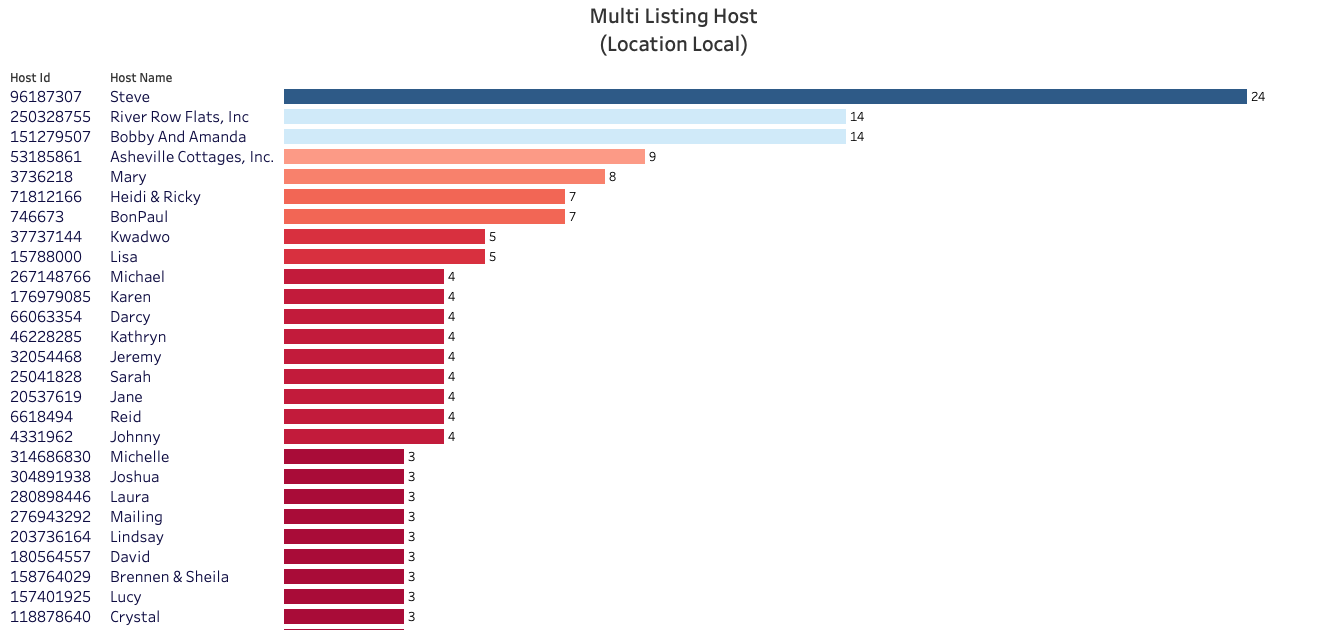 Multi Listing Host
(Location Local)
Host Id Host Name
96187307 Steve 24
250328755 River Row Flats, Inc 14
151279507 Bobby And Amanda 14
53185861 Asheville Cottages, Inc. 9
3736218 Mary 8
71812166 Heidi & Ricky 7
746673 BonPaul 7
37737144 Kwadwo 5
15788000 Lisa 5
267148766 Michael 4
176979085 Karen 4
66063354 Darcy 4
46228285 Kathryn 4
32054468 Jeremy 4
25041828 Sarah 4
20537619 Jane 4
6618494 Reid 4
4331962 Johnny 4
314686830 Michelle 3
304891938 Joshua 3
280898446 Laura 3
276943292 Mailing 3
203736164 Lindsay 3
180564557 David 3
158764029 Brennen & Sheila 3
157401925 Lucy 3
118878640 Crystal 3